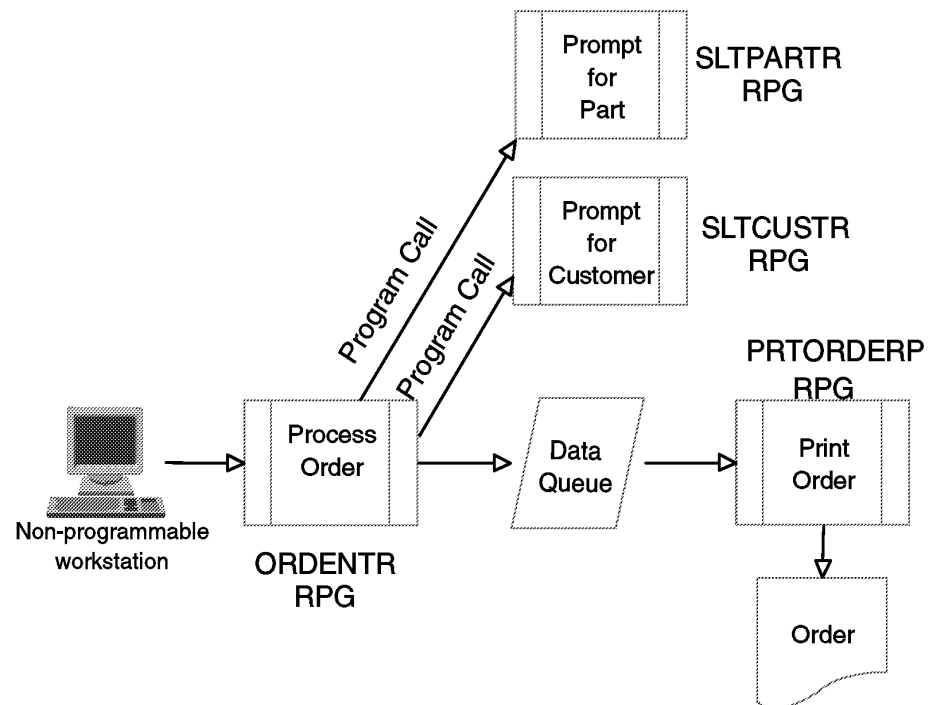 Prompt
for
Part
SLTPARTR
RPG
Program Call
Prompt
for
Customer
SLTCUSTR
RPG
Program Call
PRTORDERP
RPG
Process
Order
Data
Queue
Print
Order
Non-programmable
workstation
ORDENTR
RPG
Order